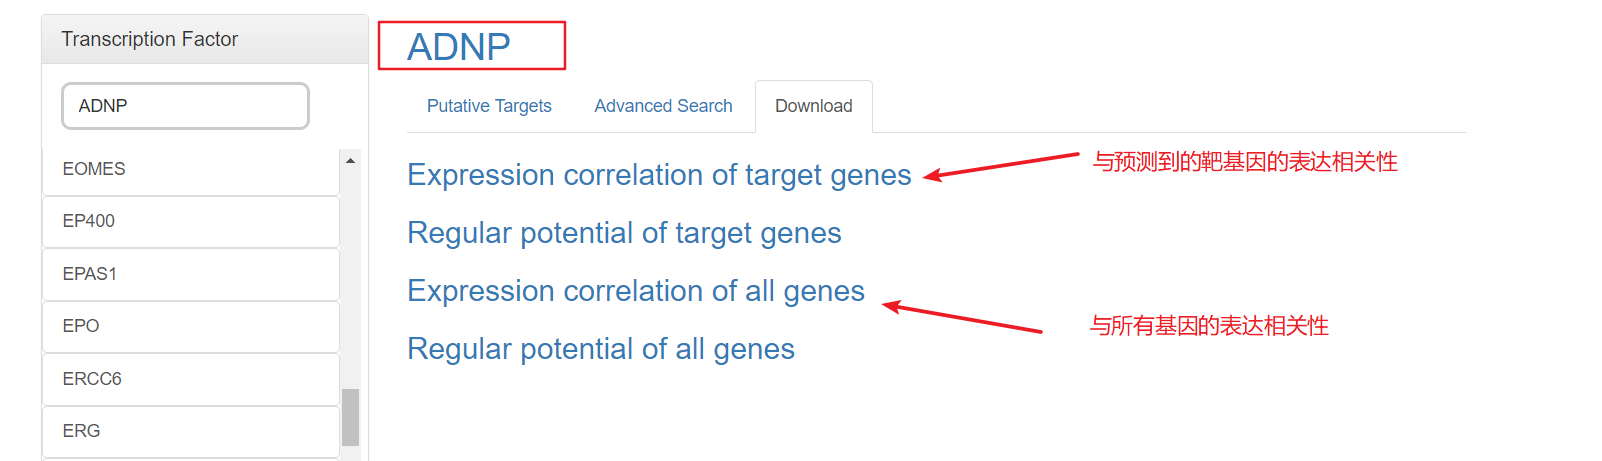 Transcription Factor
ADNP
EOMES
EP400
EPAS1
EPO
ERCC6
ERG
ADNP
Putative Targets
Advanced Search
Download
Expression correlation of target genes
与预测到的靶基因的表达相关性
Regular potential of target genes
Expression correlation of all genes
与所有基因的表达相关性
Regular potential of all genes